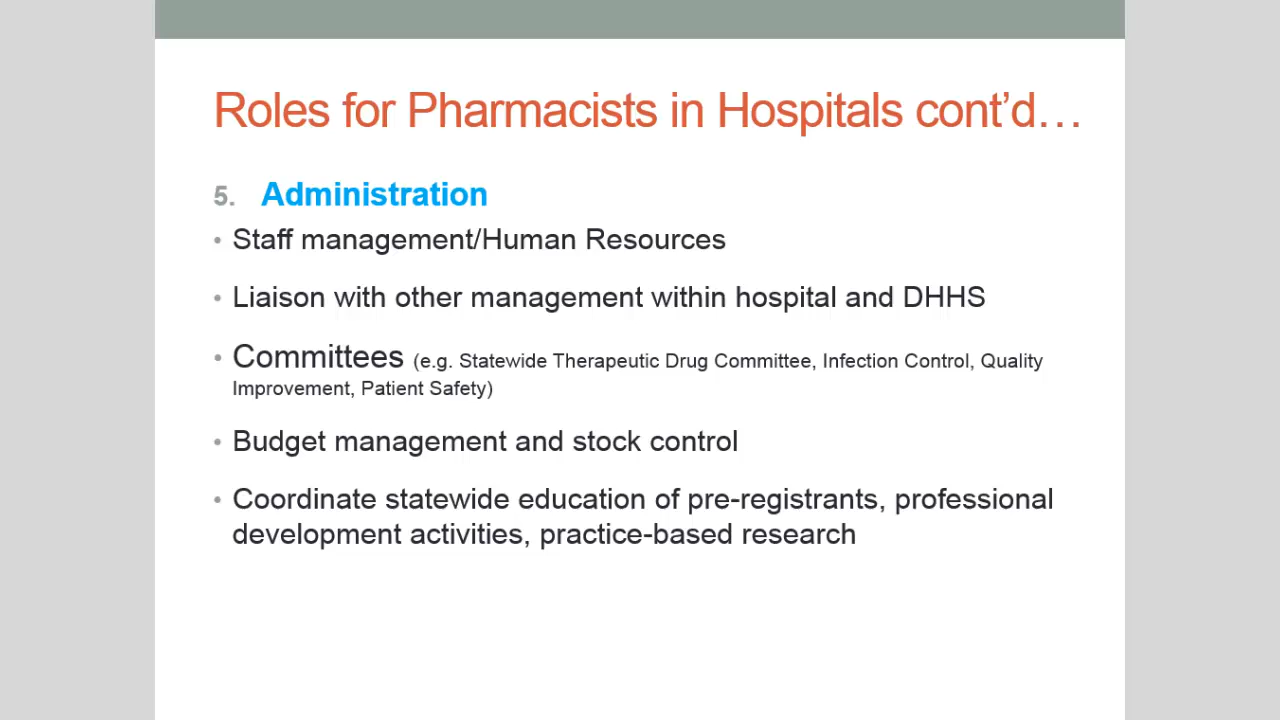 Roles for Pharmacists in Hospitals cont’d…
5. Administration
• Staff management/Human Resources
• Liaison with other management within hospital and DHHS
• Committees (e.g. Statewide Therapeutic Drug Committee, Infection Control, Quality
Improvement, Patient Safety)
• Budget management and stock control
• Coordinate statewide education of pre-registrants, professional
development activities, practice-based research